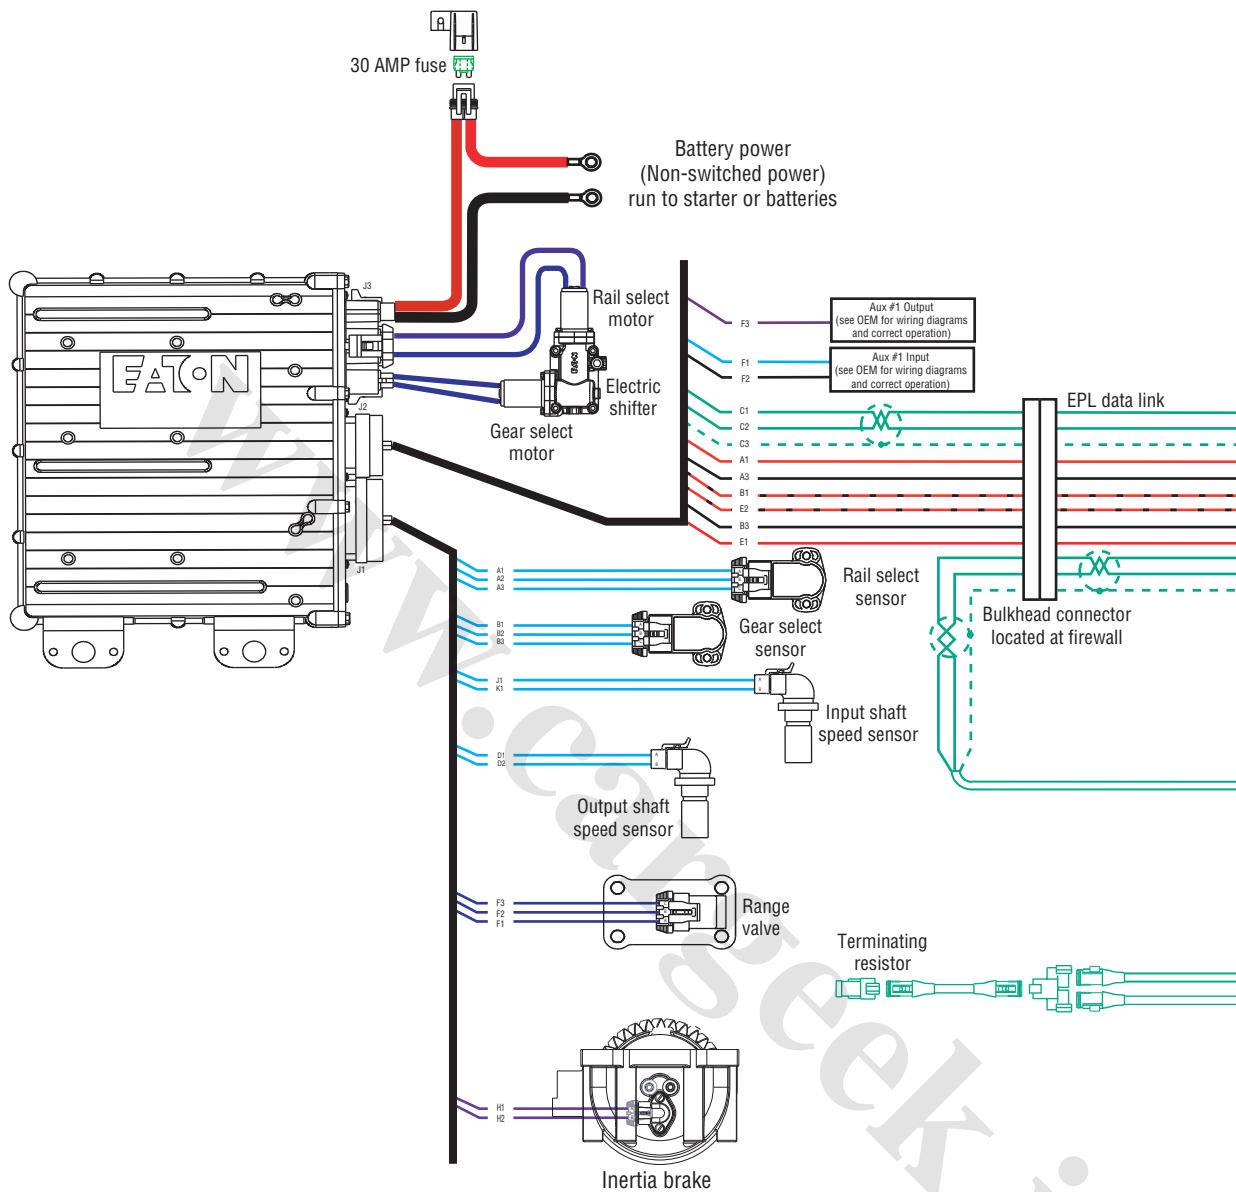 30 AMP fuse
Battery power
(Non-switched power)
run to starter or batteries
J3
Rail select
motor
Electric
shifter
Gear select
motor
EATON
J2
J1
F3
Aux #1 Output
(see OEM for wiring diagrams
and correct operation)
F1
F2
Aux #1 Input
(see OEM for wiring diagrams
and correct operation)
EPL data link
C1
C2
C3
A1
A3
B1
E2
B3
E1
Bulkhead connector
located at firewall
A1
A2
A3
Rail select
sensor
B1
B2
B3
Gear select
sensor
J1
K1
A
B
Input shaft
speed sensor
D1
D2
A
B
Output shaft
speed sensor
F3
F2
F1
Range
valve
Terminating
resistor
H1
H2
Inertia brake
www.cargeek.i